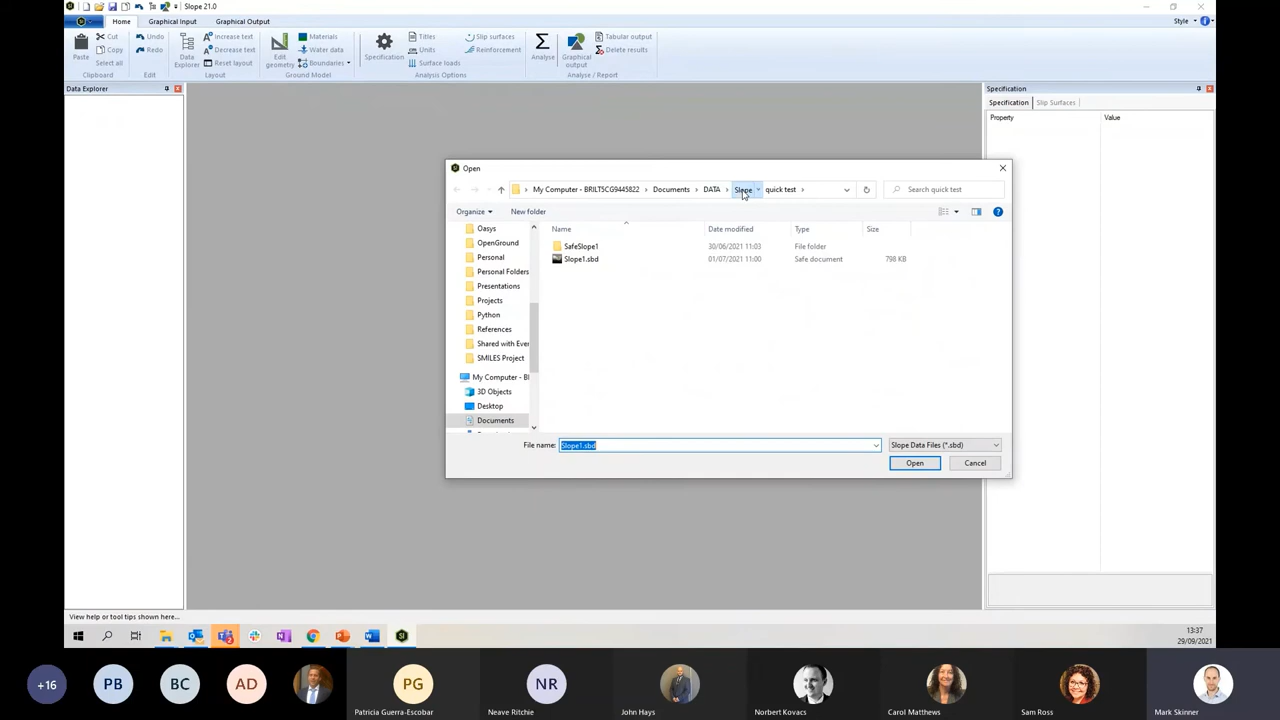 Slope 21.0
Home
Graphical Input
Graphical Output
Style
Paste
Cut
Copy
Select all
Clipboard
Undo
Redo
Edit
Data Explorer
Increase text
Decrease text
Reset layout
Layout
Edit geometry
Materials
Water data
Boundaries
Ground Model
Specification
Titles
Units
Surface loads
Slip surfaces
Reinforcement
Analysis Options
Analyse
Graphical output
Tabular output
Delete results
Analyse / Report
Data Explorer
Specification
Specification
Slip Surfaces
Property
Value
Open
My Computer - BRILTSCG9445822
Documents
DATA
Slope
quick test
Search quick test
Organize
New folder
Name
Date modified
Type
Size
SafeSlope1
30/06/2021 11:03
File folder
Slope1.sbd
01/07/2021 11:00
Safe document
798 KB
Oasys
OpenGround
Personal
Personal Folders
Presentations
Projects
Python
References
Shared with Ever
SMILES Project
My Computer - BI
3D Objects
Desktop
Documents
File name:
Slope1.sbd
Slope Data Files (*.sbd)
Open
Cancel
View help or tool tips shown here...
13:37
29/09/2021
+16
PB
BC
AD
PG
Patricia Guerra-Escobar
NR
Neave Ritchie
John Hays
Norbert Kovacs
Carol Matthews
Sam Ross
Mark Skinner